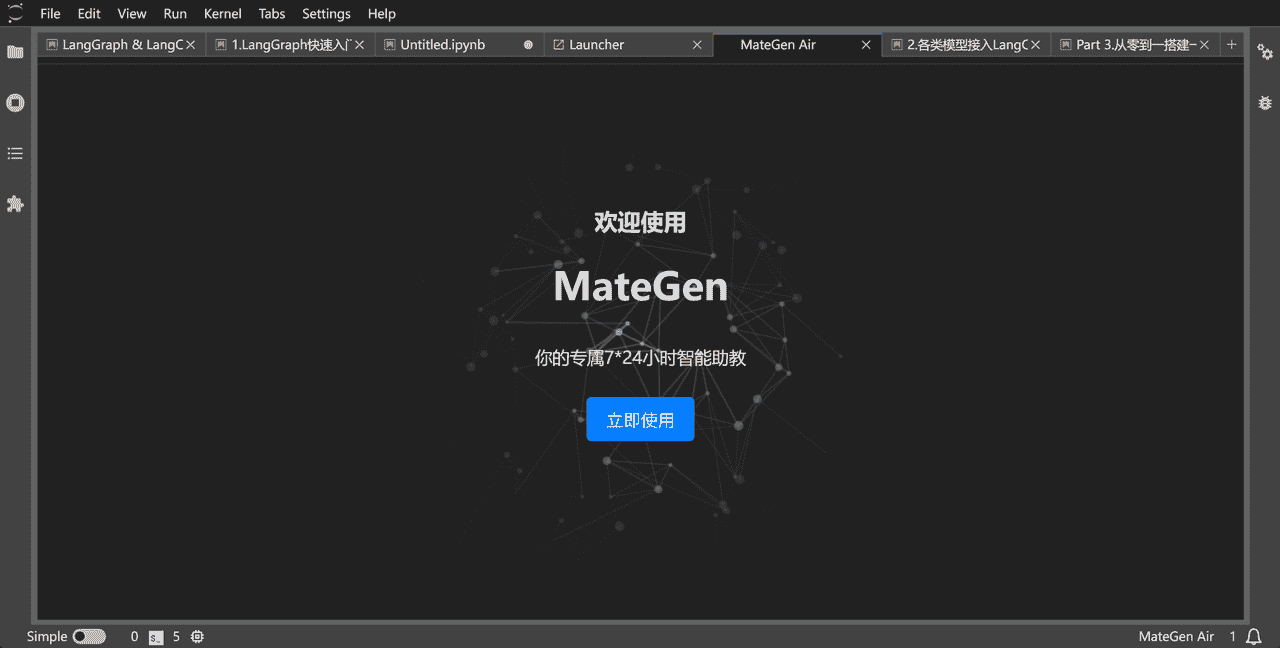 File Edit View Run Kernel Tabs Settings Help
LangGraph & LangC 1.LangGraph快速入门 Untitled.ipynb Launcher MateGen Air 2.各类模型接入LangC Part 3.从零到一搭建一
欢迎使用
MateGen
你的专属7*24小时智能助教
立即使用
Simple 0 $_ 5 MateGen Air 1